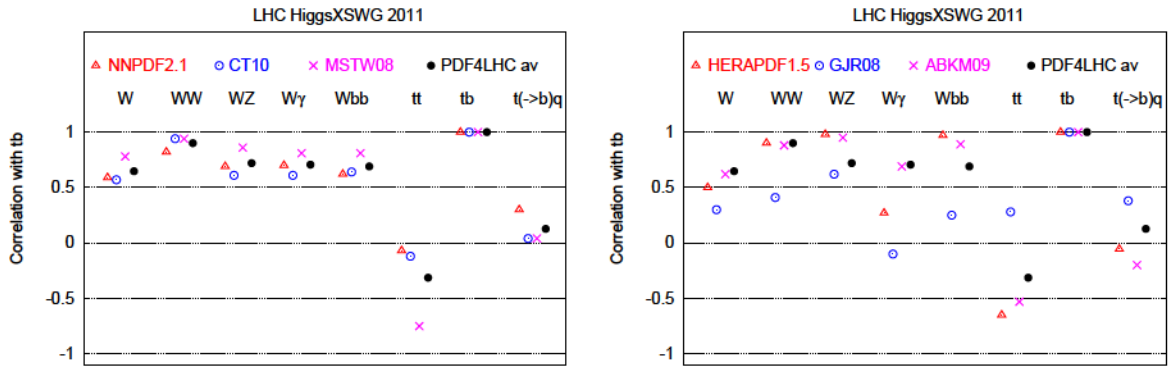 LHC HiggsXSWG 2011
NNPDF2.1 CT10 MSTW08 PDF4LHC av
W WW WZ Wγ Wbb tt tb t(->b)q
1
0.5
0
-0.5
-1
Correlation with tb
LHC HiggsXSWG 2011
HERAPDF1.5 GJR08 ABKM09 PDF4LHC av
W WW WZ Wγ Wbb tt tb t(->b)q
1
0.5
0
-0.5
-1
Correlation with tb